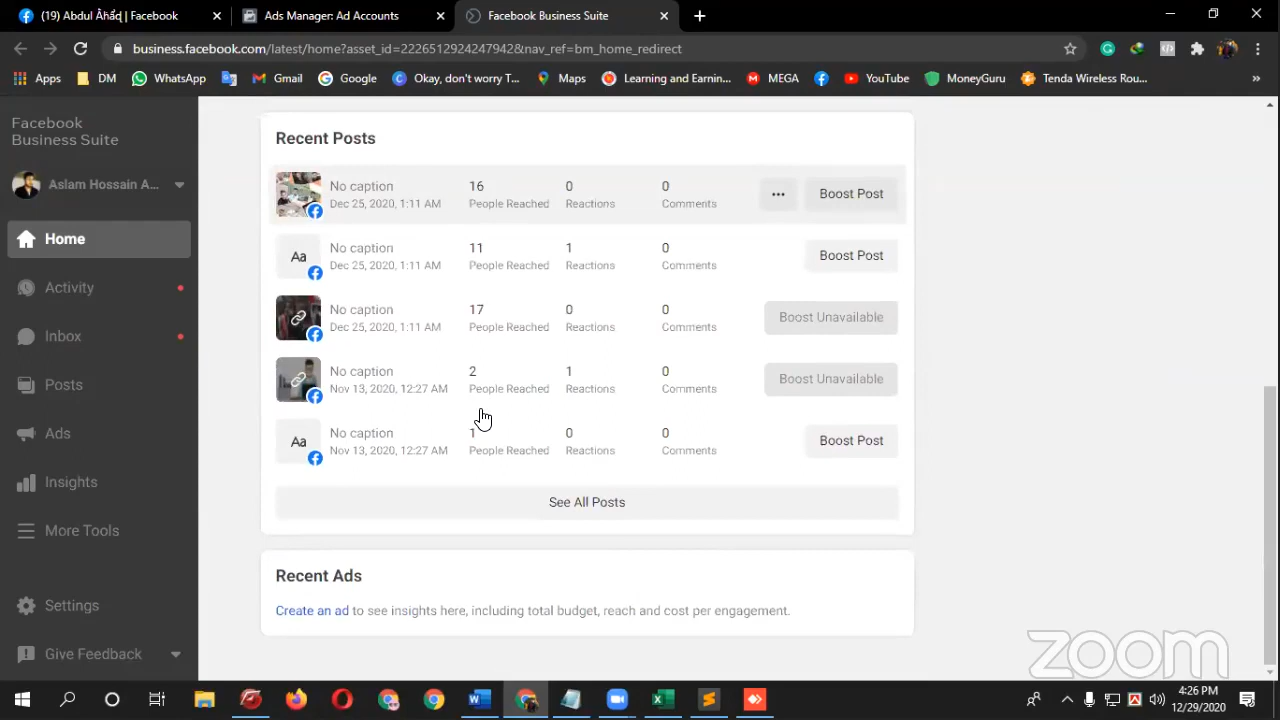 (19) Abdul Âhâq | Facebook
Ads Manager: Ad Accounts
Facebook Business Suite
business.facebook.com/latest/home?asset_id=222651292424794 2&nav_ref=bm_home_redirect
Apps
DM
WhatsApp
Gmail
Google
Okay, don't worry T...
Maps
Learning and Earnin...
MEGA
YouTube
MoneyGuru
Tenda Wireless Rou...
Facebook
Business Suite
Aslam Hossain A...
Home
Activity
Inbox
Posts
Ads
Insights
More Tools
Settings
Give Feedback
Recent Posts
No caption 16 0 0
Dec 25, 2020, 1:11 AM People Reached Reactions Comments
... Boost Post
Aa No caption 11 1 0
Dec 25, 2020, 1:11 AM People Reached Reactions Comments
Boost Post
No caption 17 0 0
Dec 25, 2020, 1:11 AM People Reached Reactions Comments
Boost Unavailable
No caption 2 1 0
Nov 13, 2020, 12:27 AM People Reached Reactions Comments
Boost Unavailable
Aa No caption 1 0 0
Nov 13, 2020, 12:27 AM People Reached Reactions Comments
Boost Post
See All Posts
Recent Ads
Create an ad to see insights here, including total budget, reach and cost per engagement.
zoom
4:26 PM
12/29/2020